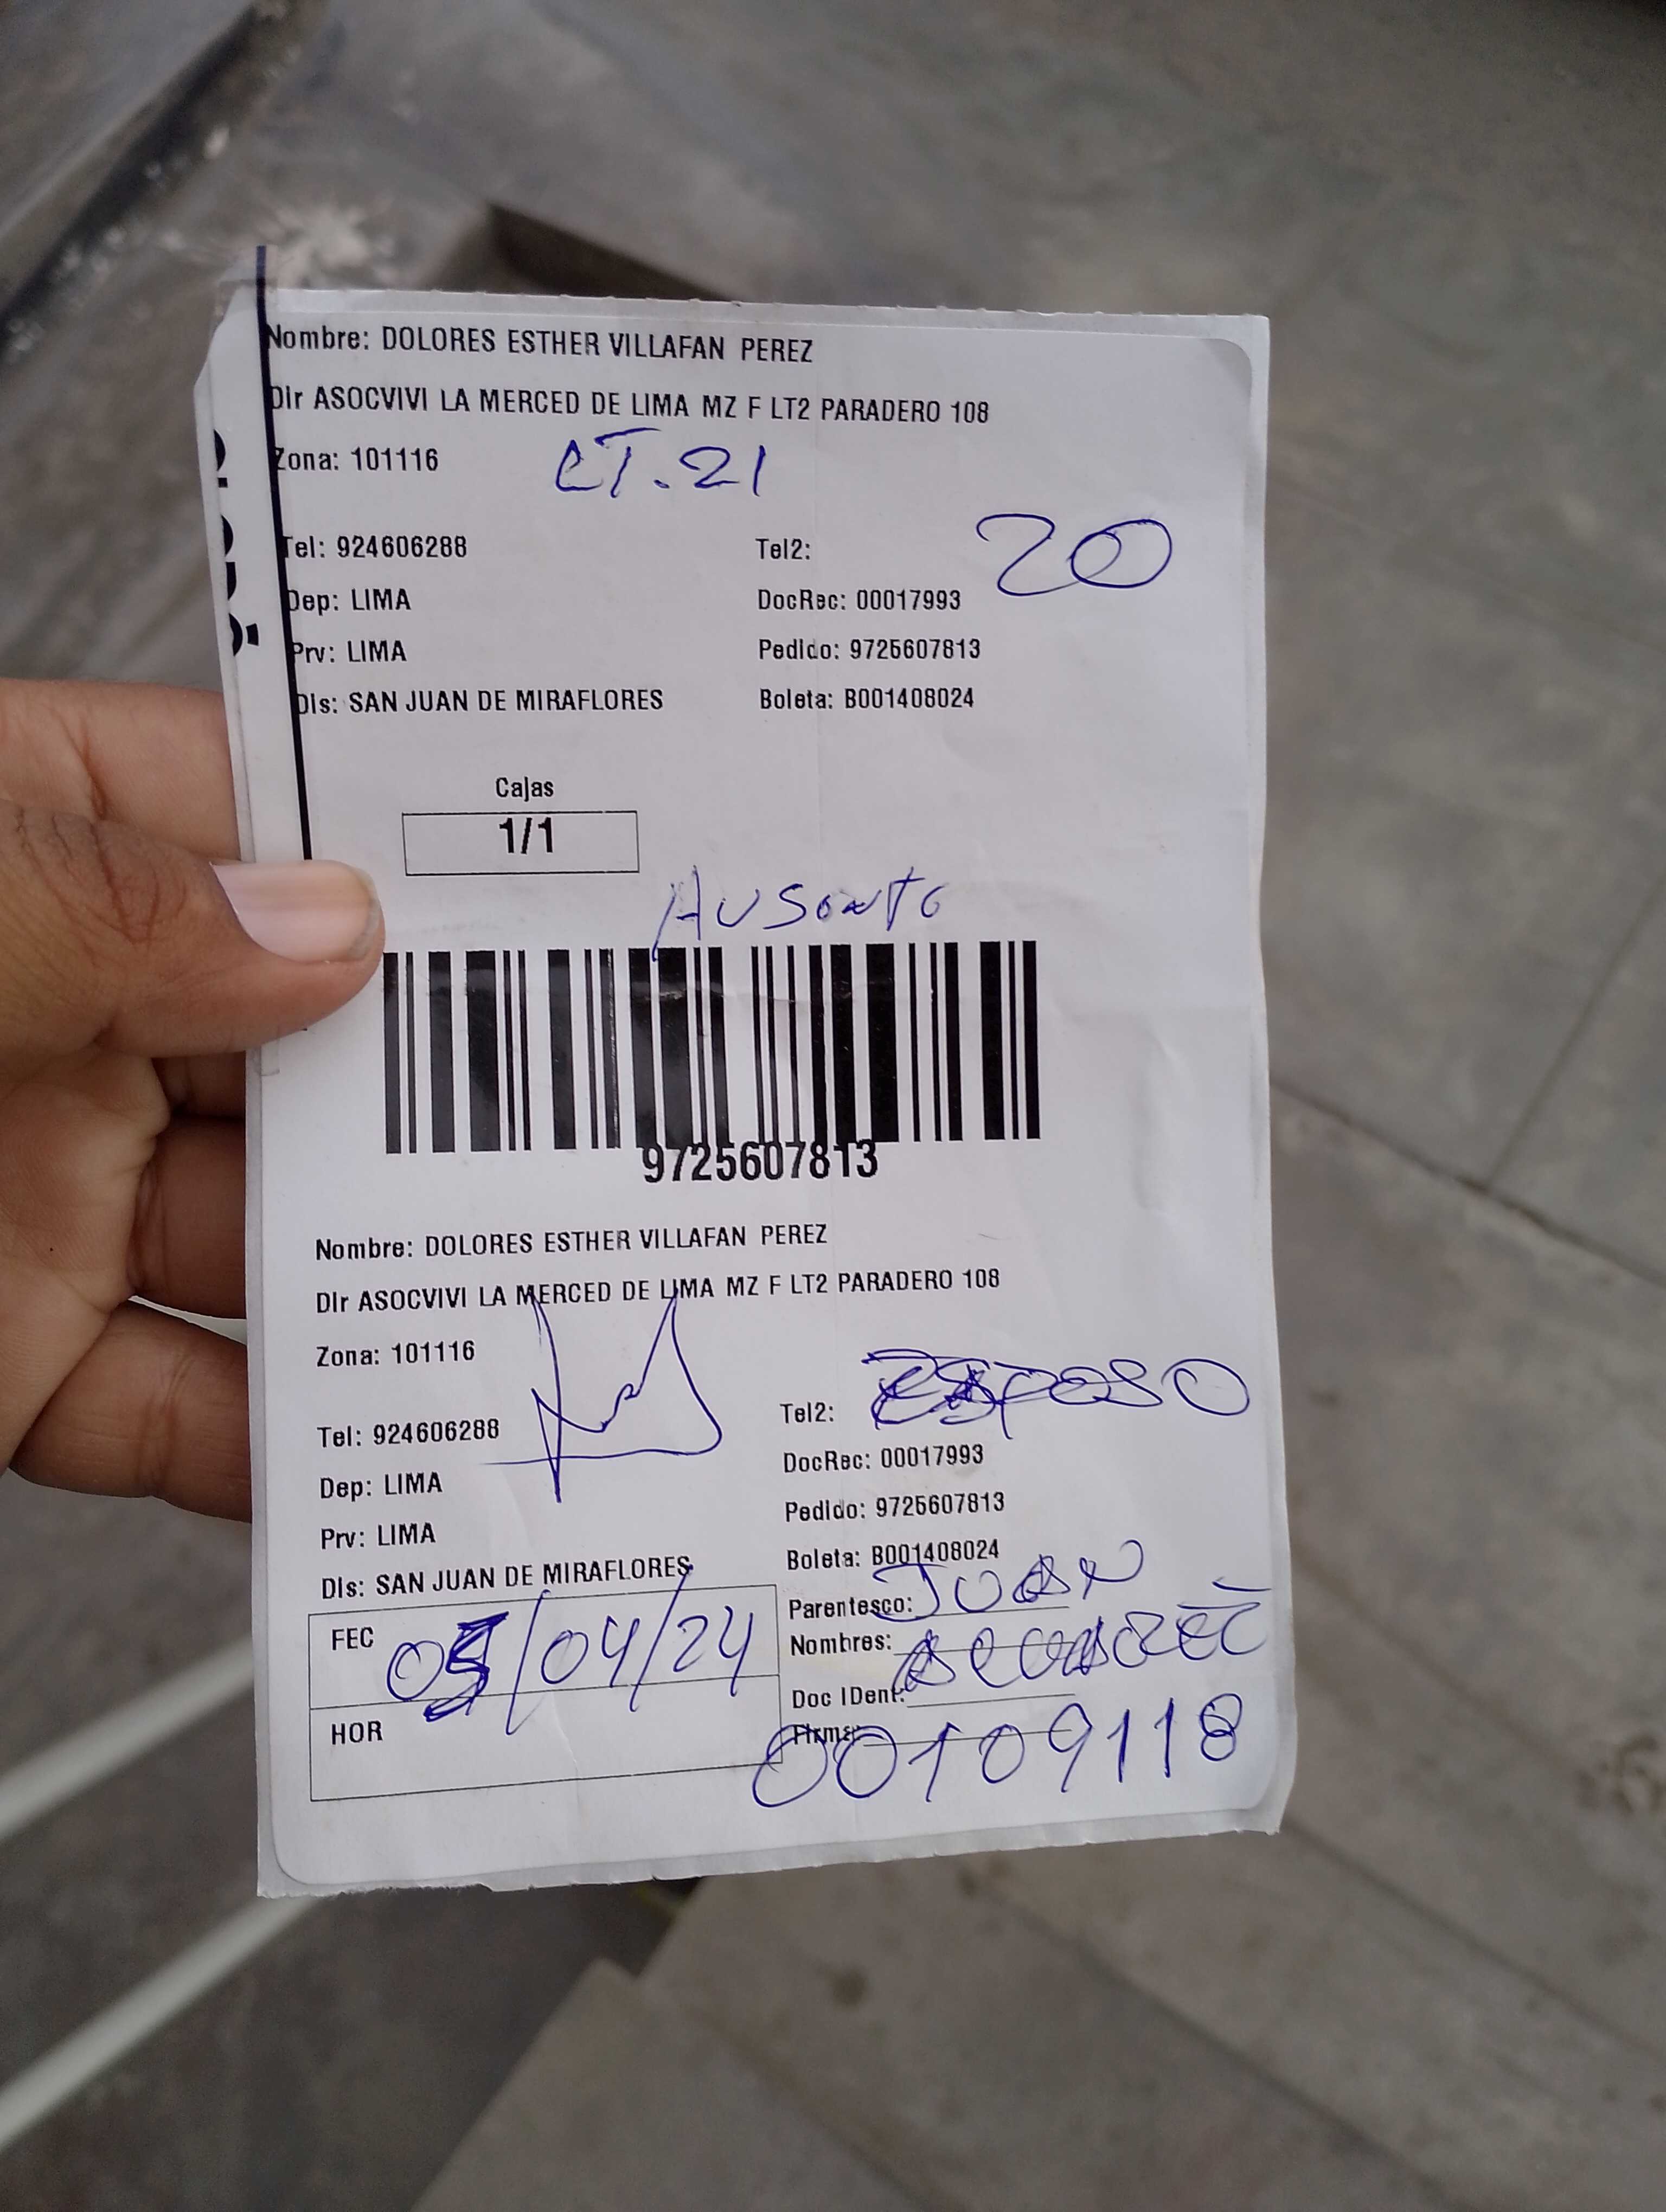 Nombre: DOLORES ESTHER VILLAFAN PEREZ
Dir ASOCVIVI LA MERCED DE LIMA MZ F LT2 PARADERO 108
Zona: 101116
CT.21
20
Tel: 924606288 Tel2:
Dep: LIMA DocRec: 00017993
Prv: LIMA Pedido: 9725607813
Dis: SAN JUAN DE MIRAFLORES Boleta: B001408024
Cajas
1/1
Ausente
9725607813
Nombre: DOLORES ESTHER VILLAFAN PEREZ
Dir ASOCVIVI LA MERCED DE LIMA MZ F LT2 PARADERO 108
Zona: 101116
Tel: 924606288 Tel2: ESPOSO
Dep: LIMA DocRec: 00017993
Prv: LIMA Pedido: 9725607813
Dis: SAN JUAN DE MIRAFLORES Boleta: B001408024
Parentesco: JUAN
FEC 05/04/24 Nombres:
Doc IDent:
HOR Firma:
00109118